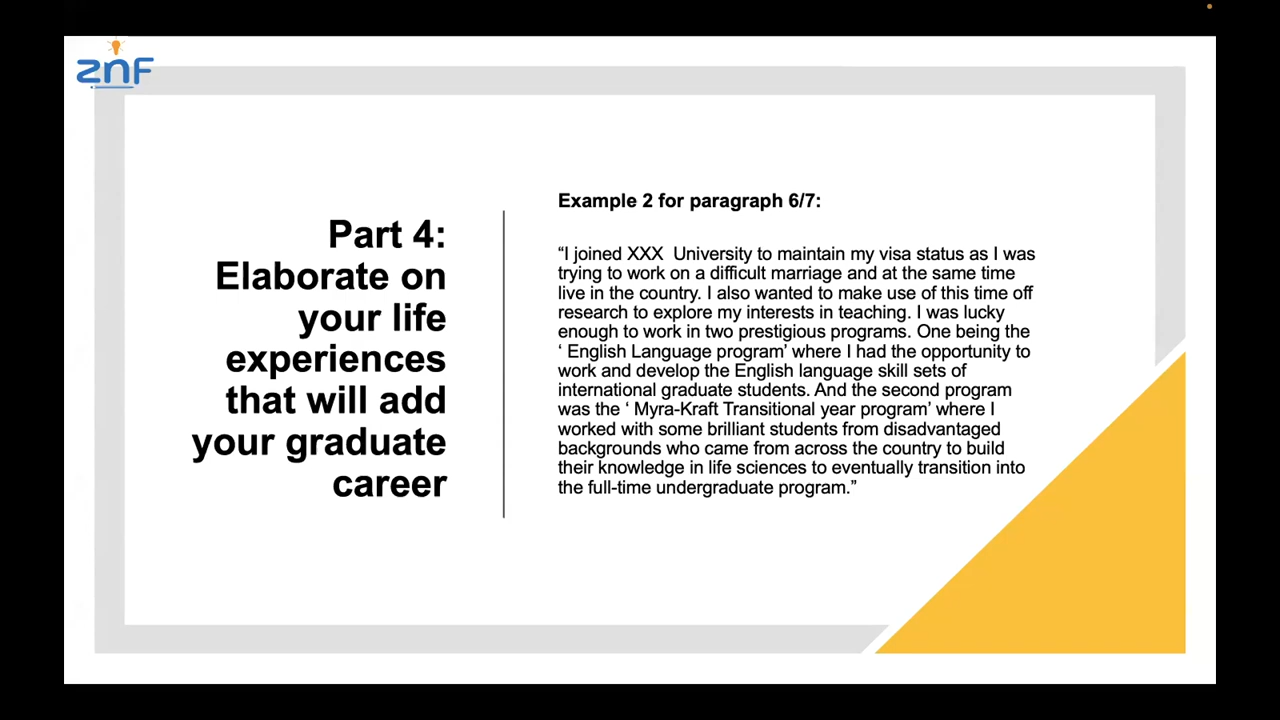 znF
Part 4:
Elaborate on
your life
experiences
that will add
your graduate
career
Example 2 for paragraph 6/7:
“I joined XXX  University to maintain my visa status as I was
trying to work on a difficult marriage and at the same time
live in the country. I also wanted to make use of this time off
research to explore my interests in teaching. I was lucky
enough to work in two prestigious programs. One being the
‘ English Language program’ where I had the opportunity to
work and develop the English language skill sets of
international graduate students. And the second program
was the ‘ Myra-Kraft Transitional year program’ where I
worked with some brilliant students from disadvantaged
backgrounds who came from across the country to build
their knowledge in life sciences to eventually transition into
the full-time undergraduate program.”